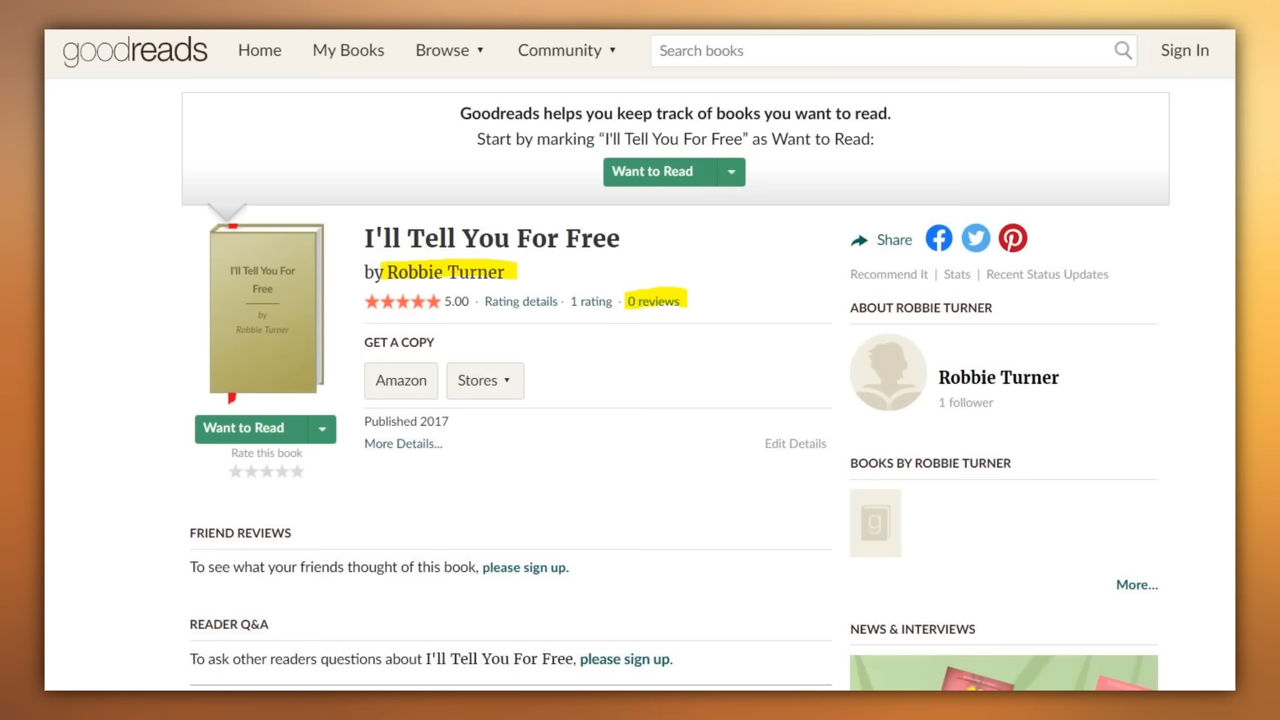 goodreads Home My Books Browse ▾ Community ▾ Search books Sign In
Goodreads helps you keep track of books you want to read.
Start by marking “I'll Tell You For Free” as Want to Read:
Want to Read
I'll Tell You For
Free
by
Robbie Turner
Want to Read
Rate this book
I'll Tell You For Free
by Robbie Turner
5.00 · Rating details · 1 rating · 0 reviews
GET A COPY
Amazon Stores ▾
Published 2017
More Details... Edit Details
FRIEND REVIEWS
To see what your friends thought of this book, please sign up.
READER Q&A
To ask other readers questions about I'll Tell You For Free, please sign up.
Share
Recommend It | Stats | Recent Status Updates
ABOUT ROBBIE TURNER
Robbie Turner
1 follower
BOOKS BY ROBBIE TURNER
g
More...
NEWS & INTERVIEWS